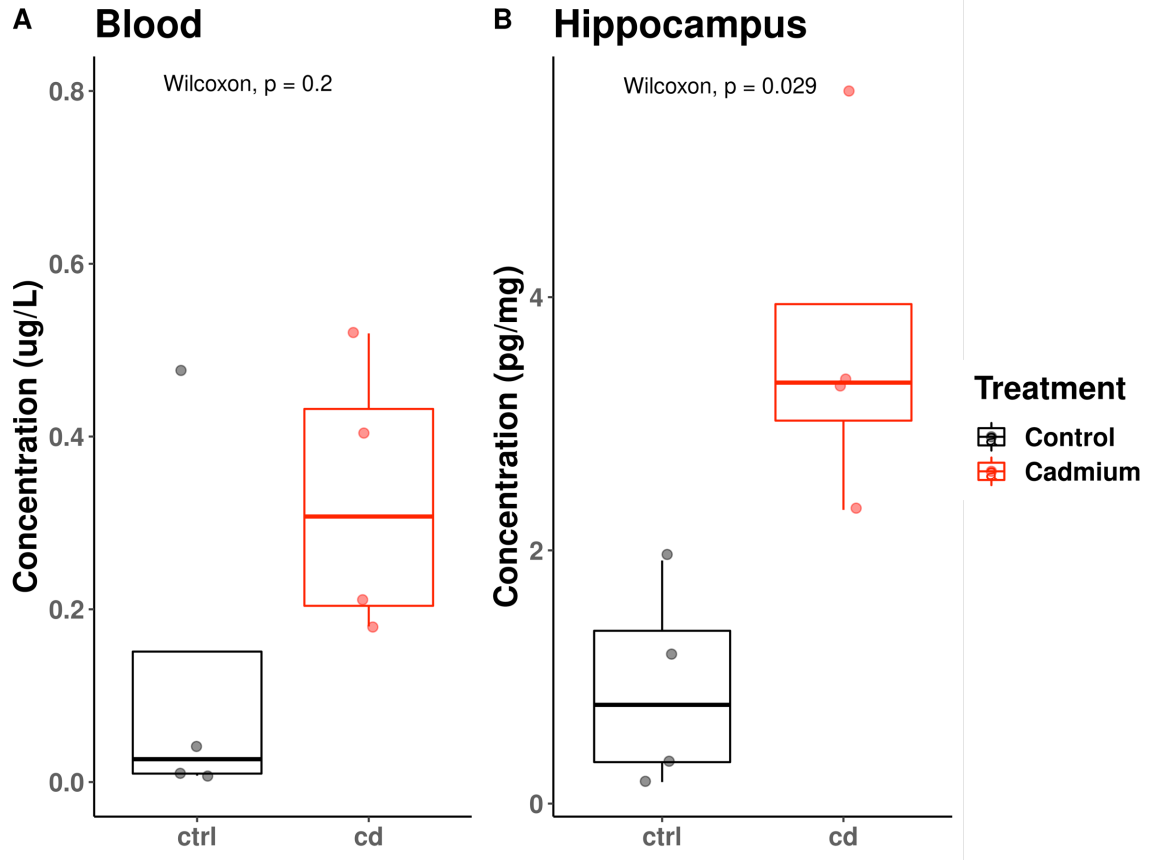 A Blood
Wilcoxon, p = 0.2
Concentration (ug/L)
0.8
0.6
0.4
0.2
0.0
ctrl cd
B Hippocampus
Wilcoxon, p = 0.029
Concentration (pg/mg)
4
2
0
ctrl cd
Treatment
Control
Cadmium